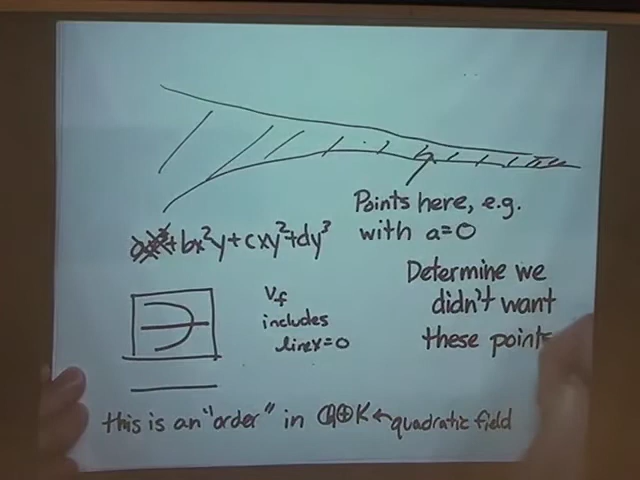 Points here, e.g.
with a=0
+bx²y+cxy²+dy³
Determine we
didn't want
these points
V_f
includes
line x=0
this is an "order" in ℚ⊕K ← quadratic field